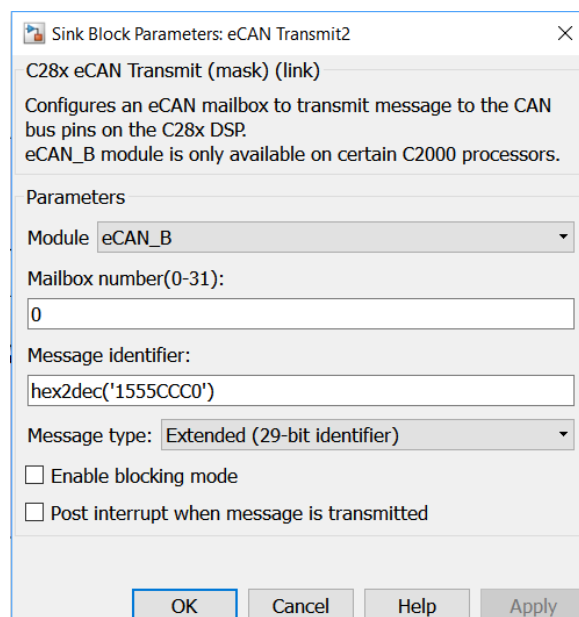 Sink Block Parameters: eCAN Transmit2
C28x eCAN Transmit (mask) (link)
Configures an eCAN mailbox to transmit message to the CAN
bus pins on the C28x DSP.
eCAN_B module is only available on certain C2000 processors.
Parameters
Module eCAN_B
Mailbox number(0-31):
0
Message identifier:
hex2dec('1555CCC0')
Message type: Extended (29-bit identifier)
Enable blocking mode
Post interrupt when message is transmitted
OK Cancel Help Apply